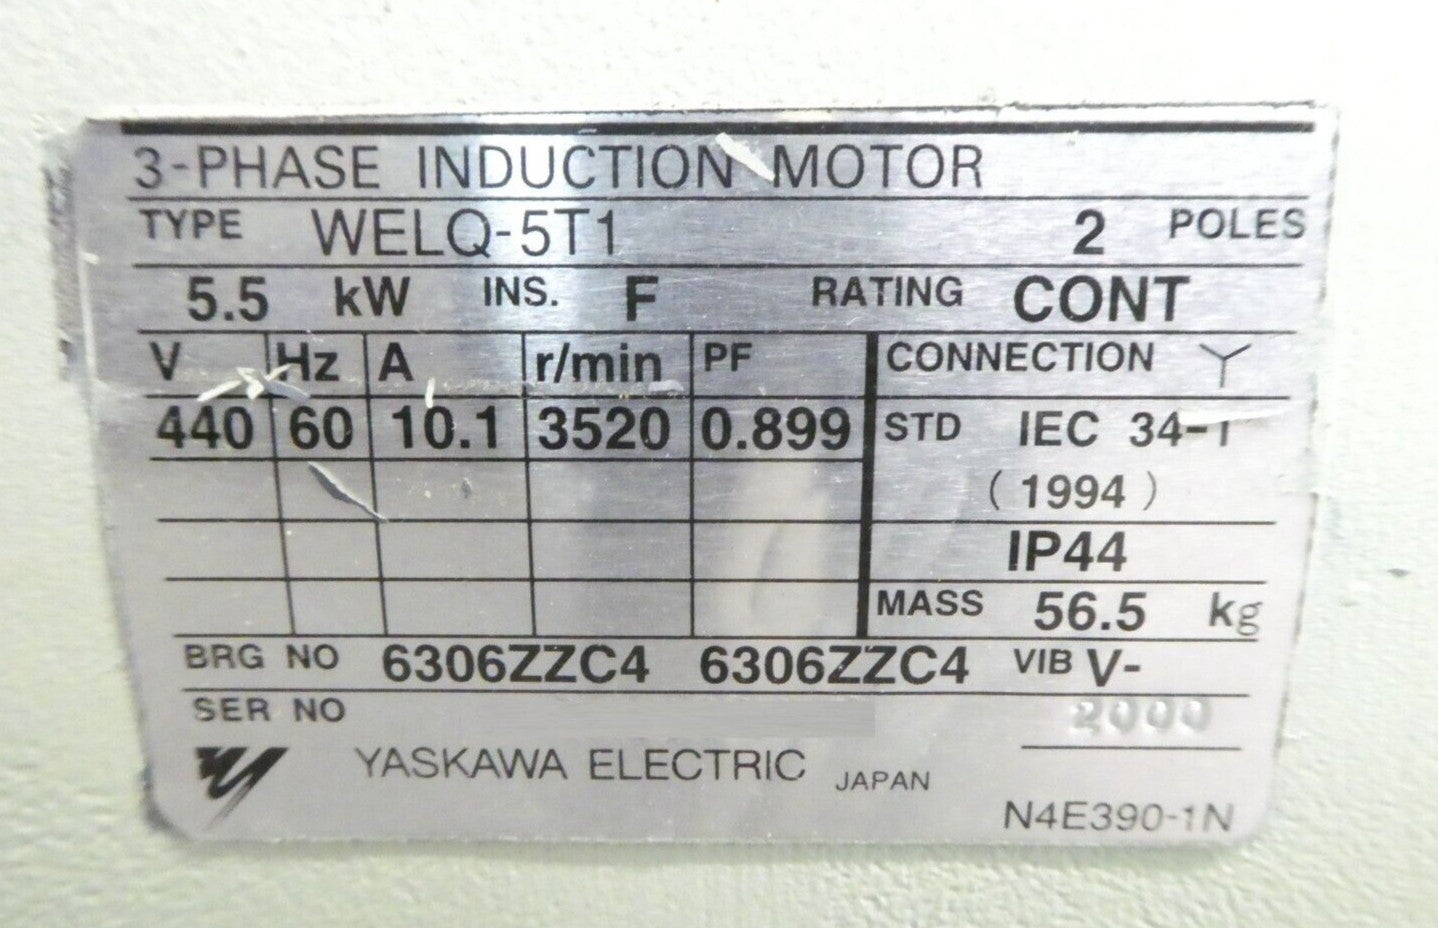 3-PHASE INDUCTION MOTOR
TYPE WELQ-5T1 2 POLES
5.5 kW INS. F RATING CONT
V Hz A r/min PF CONNECTION Y
440 60 10.1 3520 0.899 STD IEC 34-1
(1994)
IP44
MASS 56.5 kg
BRG NO 6306ZZC4 6306ZZC4 VIB V-
SER NO 2000
YASKAWA ELECTRIC JAPAN
N4E390-1N